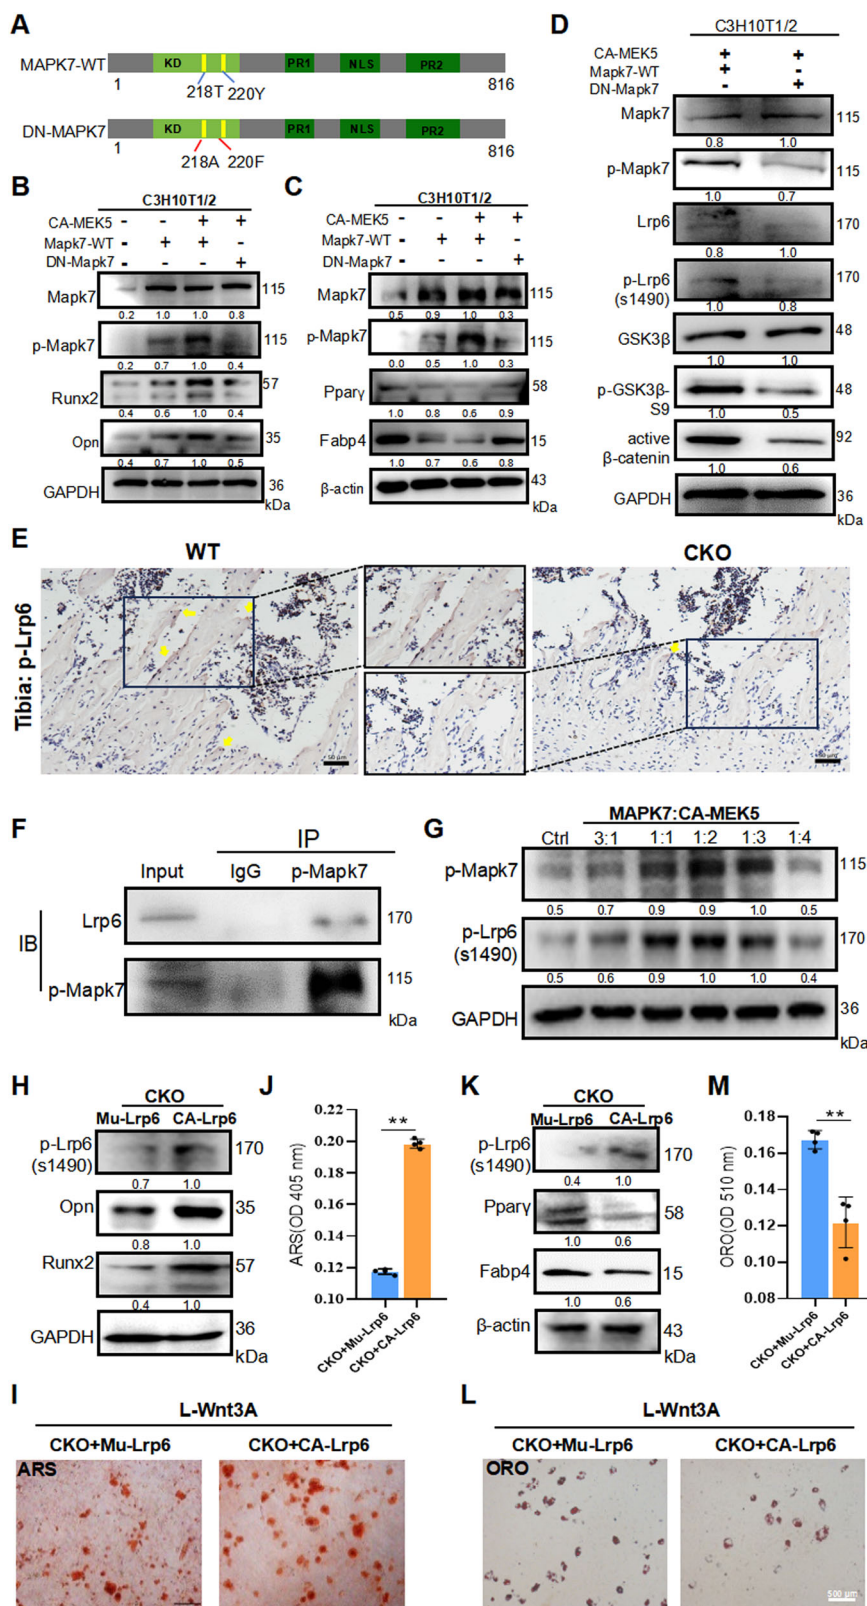 A
MAPK7-WT KD PR1 NLS PR2
1 218T 220Y 816
DN-MAPK7 KD PR1 NLS PR2
1 218A 220F 816
B
C3H10T1/2
CA-MEK5 - - + +
Mapk7-WT - + + -
DN-Mapk7 - - - +
Mapk7 115
0.2 1.0 1.0 0.8
p-Mapk7 115
0.2 0.7 1.0 0.4
Runx2 57
0.4 0.6 1.0 0.4
Opn 35
0.4 0.7 1.0 0.5
GAPDH 36
kDa
C
C3H10T1/2
CA-MEK5 - - + +
Mapk7-WT - + + -
DN-Mapk7 - - - +
Mapk7 115
0.5 0.9 1.0 0.3
p-Mapk7 115
0.0 0.5 1.0 0.3
Pparγ 58
1.0 0.8 0.6 0.9
Fabp4 15
1.0 0.7 0.6 0.8
β-actin 43
kDa
D
C3H10T1/2
CA-MEK5 + +
Mapk7-WT + -
DN-Mapk7 - +
Mapk7 115
0.8 1.0
p-Mapk7 115
1.0 0.7
Lrp6 170
0.8 1.0
p-Lrp6
(s1490) 170
1.0 0.8
GSK3β 48
1.0 1.0
p-GSK3β-
S9 48
1.0 0.5
active
β-catenin 92
1.0 0.6
GAPDH 36
kDa
E
WT CKO
Tibia: p-Lrp6
50 μm
F
IP
Input IgG p-Mapk7
IB
Lrp6 170
p-Mapk7 115
kDa
G
MAPK7:CA-MEK5
Ctrl 3:1 1:1 1:2 1:3 1:4
p-Mapk7 115
0.5 0.7 0.9 0.9 1.0 0.5
p-Lrp6
(s1490) 170
0.5 0.6 0.9 1.0 1.0 0.4
GAPDH 36
kDa
H
CKO
Mu-Lrp6 CA-Lrp6
p-Lrp6
(s1490) 170
0.7 1.0
Opn 35
0.8 1.0
Runx2 57
0.4 1.0
GAPDH 36
kDa
J
ARS(OD 405 nm)
0.22
0.20
0.18
0.16
0.14
0.12
0.10
**
CKO+Mu-Lrp6
CKO+CA-Lrp6
K
CKO
Mu-Lrp6 CA-Lrp6
p-Lrp6
(s1490) 170
0.4 1.0
Pparγ 58
1.0 0.6
Fabp4 15
1.0 0.6
β-actin 43
kDa
M
ORO(OD 510 nm)
0.18
0.16
0.14
0.12
0.10
0.08
**
CKO+Mu-Lrp6
CKO+CA-Lrp6
I
L-Wnt3A
CKO+Mu-Lrp6 CKO+CA-Lrp6
ARS
L
L-Wnt3A
CKO+Mu-Lrp6 CKO+CA-Lrp6
ORO
500 μm